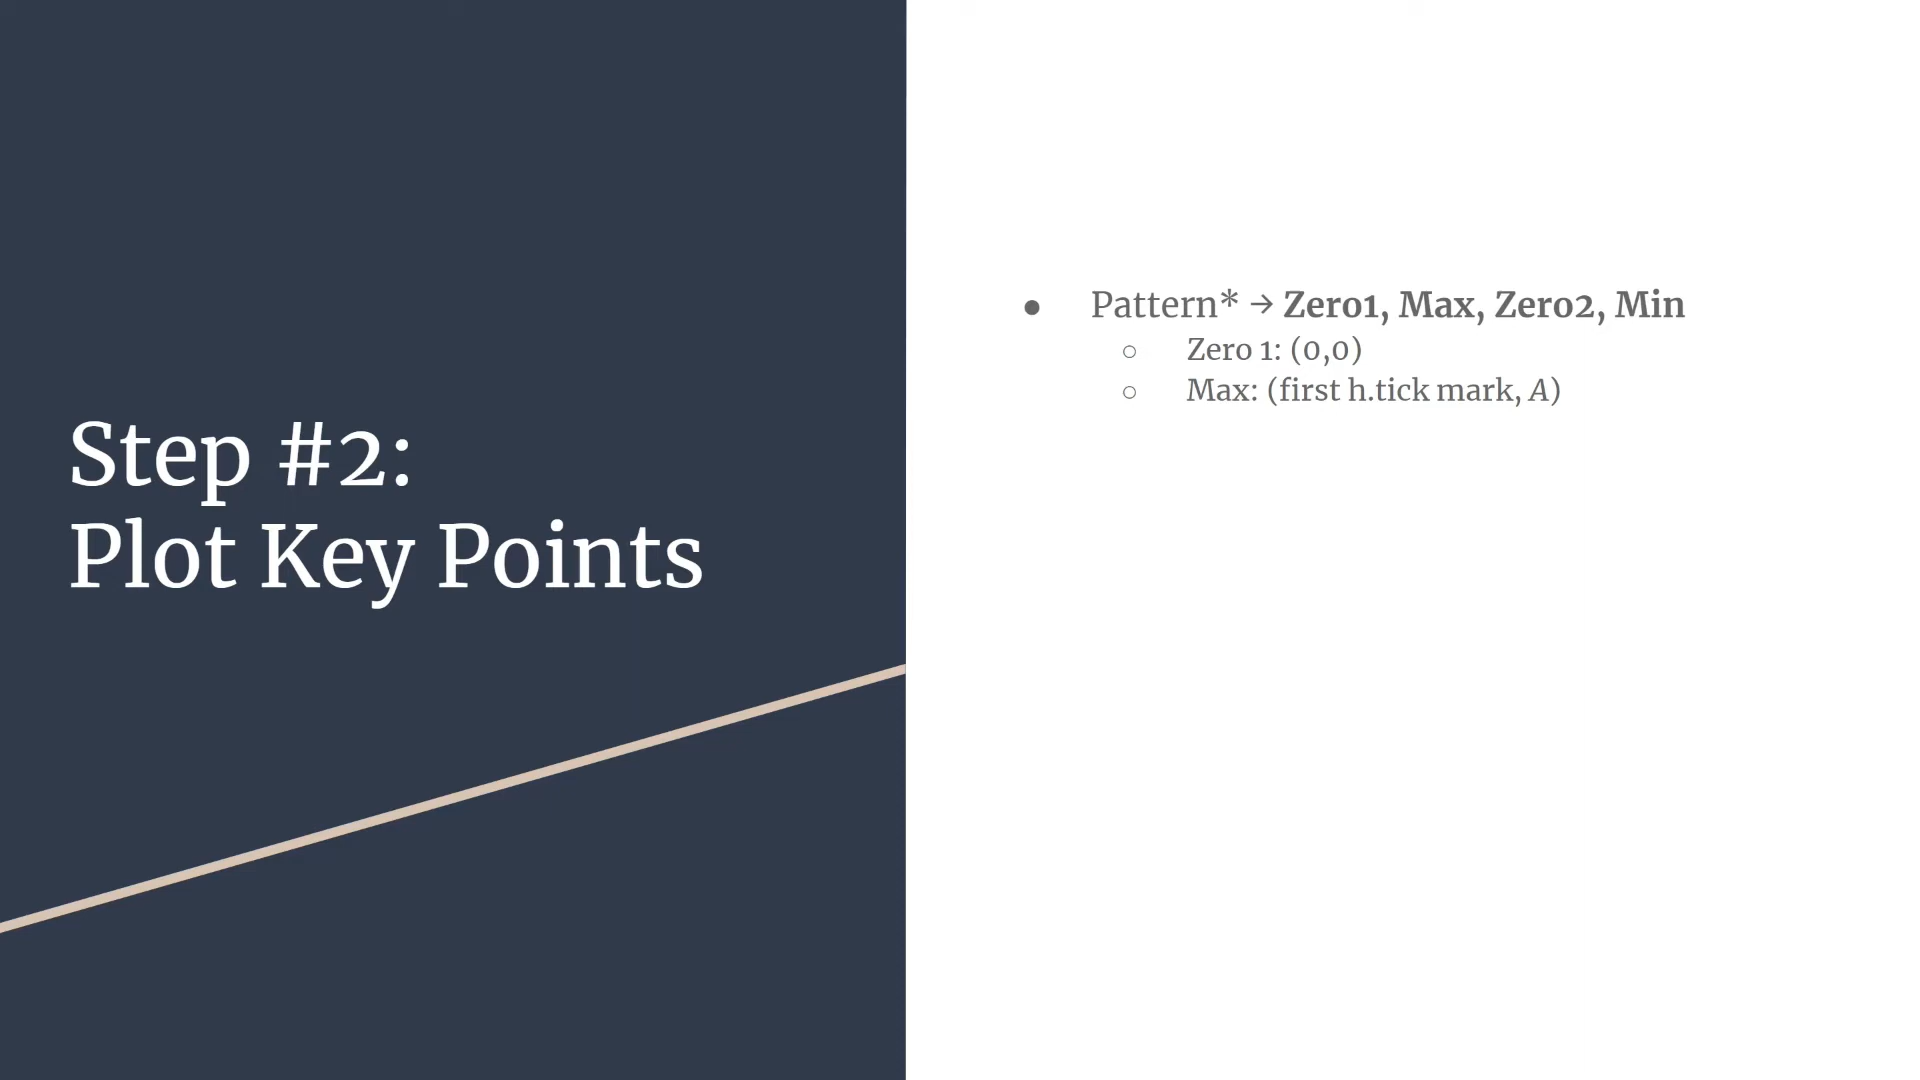 Step #2:
Plot Key Points
● Pattern* → Zero1, Max, Zero2, Min
○ Zero 1: (0,0)
○ Max: (first h.tick mark, A)